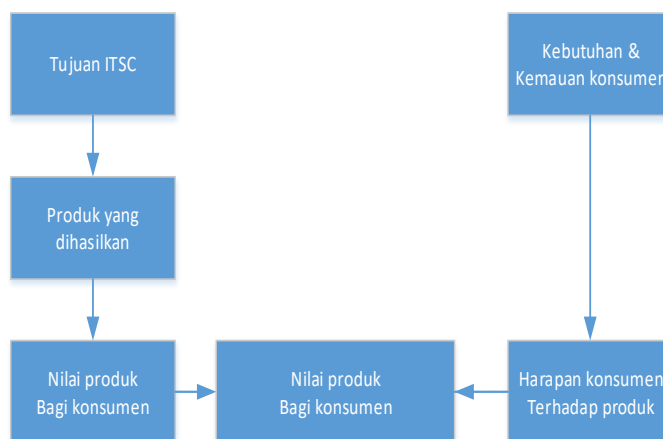 Tujuan ITSC
Kebutuhan &
Kemauan konsumen
Produk yang
dihasilkan
Nilai produk
Bagi konsumen
Nilai produk
Bagi konsumen
Harapan konsumen
Terhadap produk